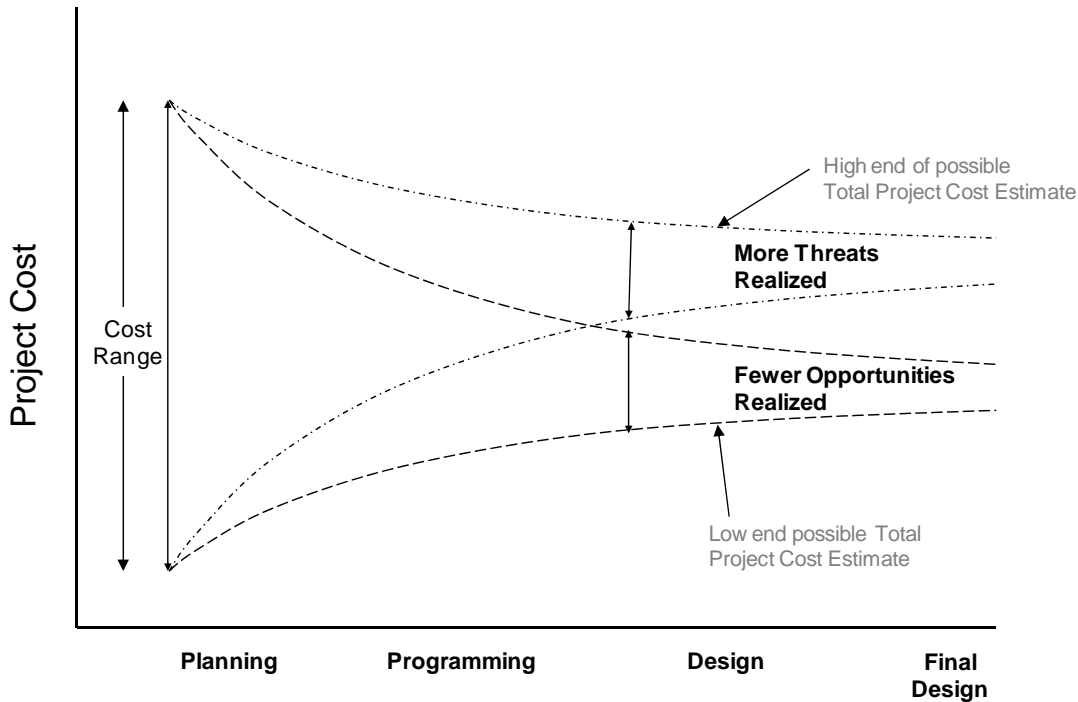 Project Cost
Cost
Range
High end of possible
Total Project Cost Estimate
More Threats
Realized
Fewer Opportunities
Realized
Low end possible Total
Project Cost Estimate
Planning
Programming
Design
Final
Design